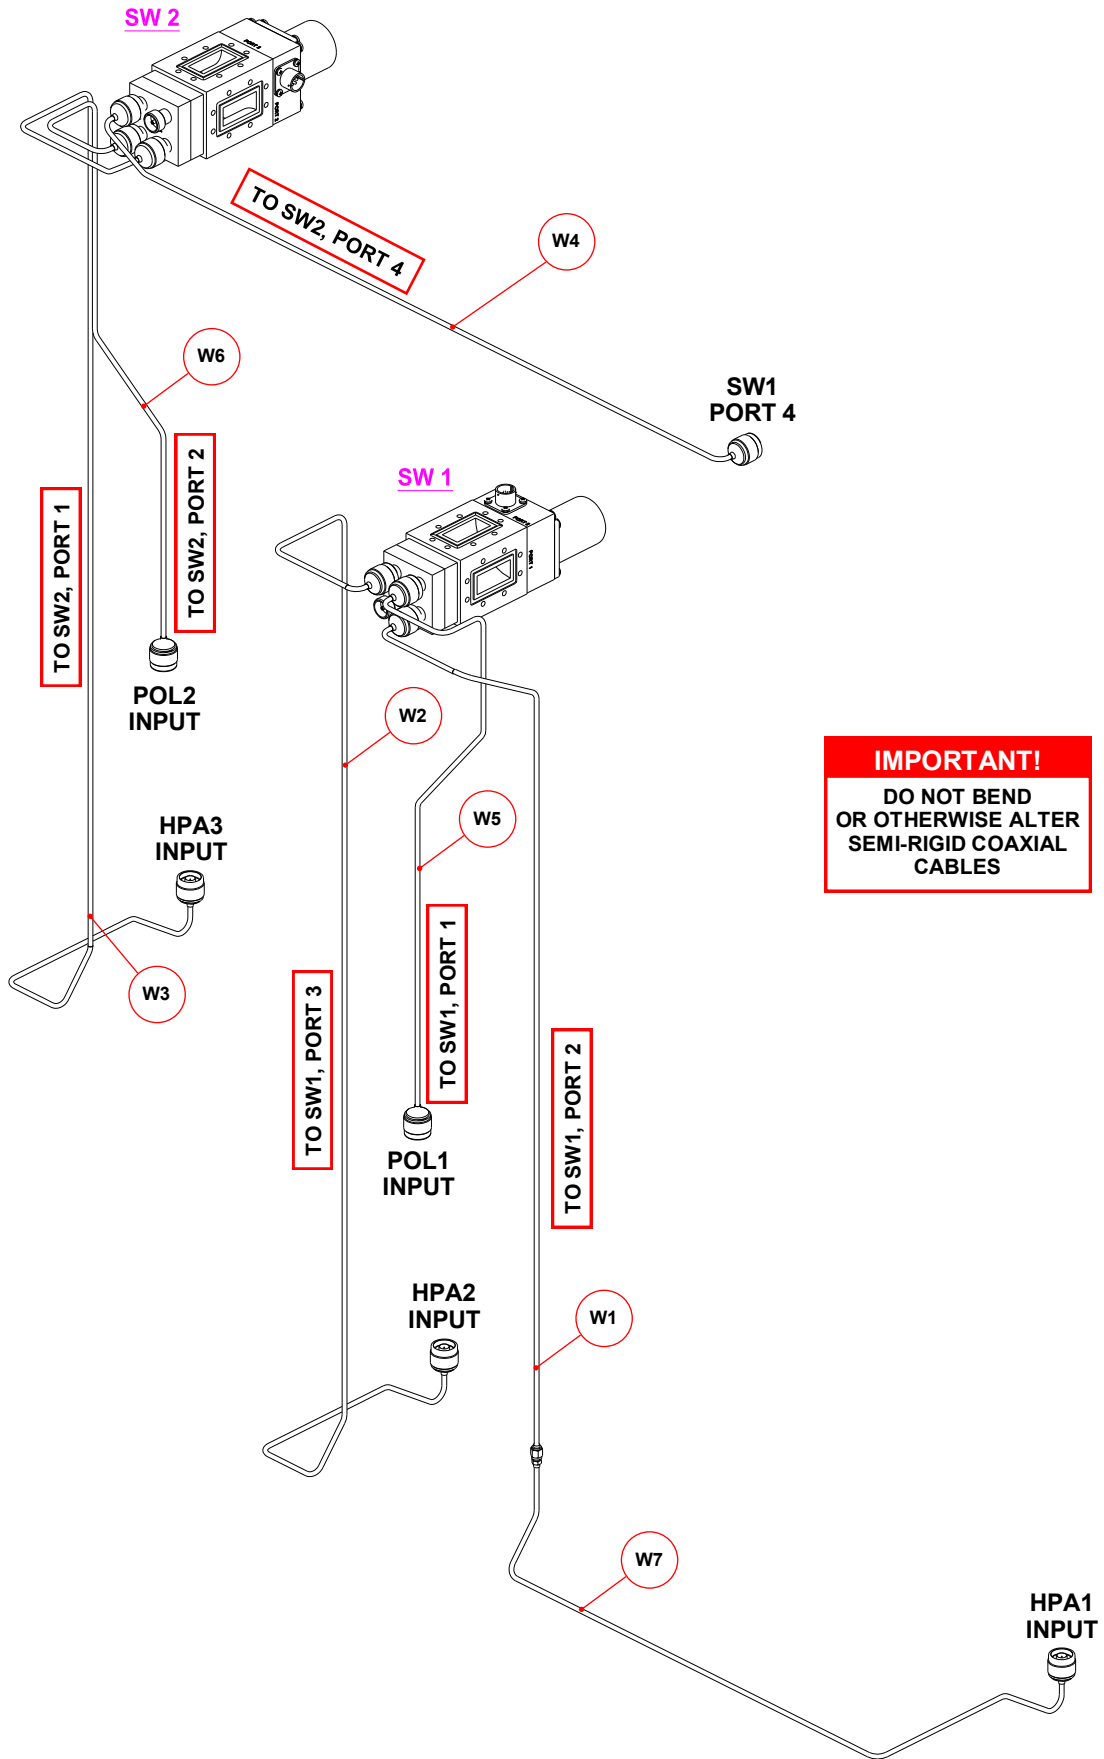 SW 2
TO SW2, PORT 4
W4
W6
SW1
PORT 4
TO SW2, PORT 1
TO SW2, PORT 2
SW 1
POL2
INPUT
W2
IMPORTANT!
DO NOT BEND
OR OTHERWISE ALTER
SEMI-RIGID COAXIAL
CABLES
HPA3
INPUT
W5
W3
TO SW1, PORT 3
TO SW1, PORT 1
TO SW1, PORT 2
POL1
INPUT
HPA2
INPUT
W1
W7
HPA1
INPUT